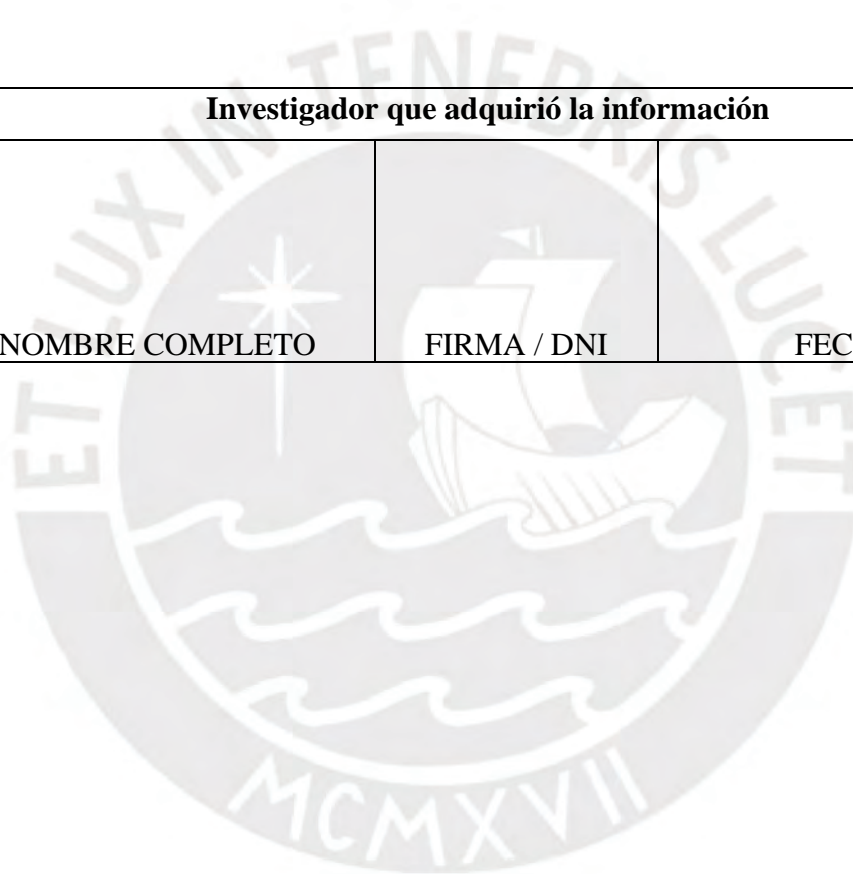 Investigador que adquirió la información
NOMBRE COMPLETO FIRMA / DNI FEC
ET LUX IN TENEBRIS LUCET
MCMXVII